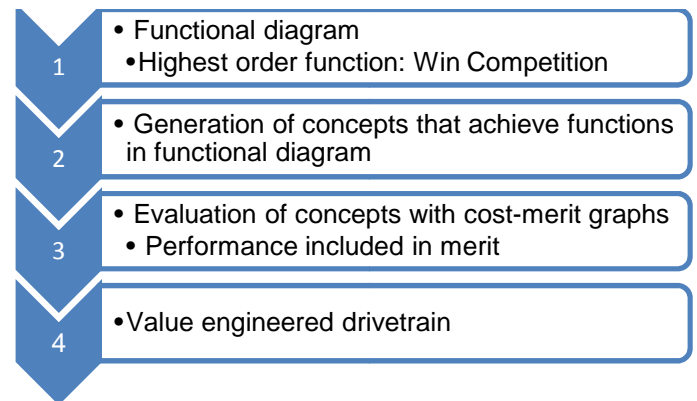 1
• Functional diagram
•Highest order function: Win Competition
2
• Generation of concepts that achieve functions
in functional diagram
3
• Evaluation of concepts with cost-merit graphs
• Performance included in merit
4
•Value engineered drivetrain